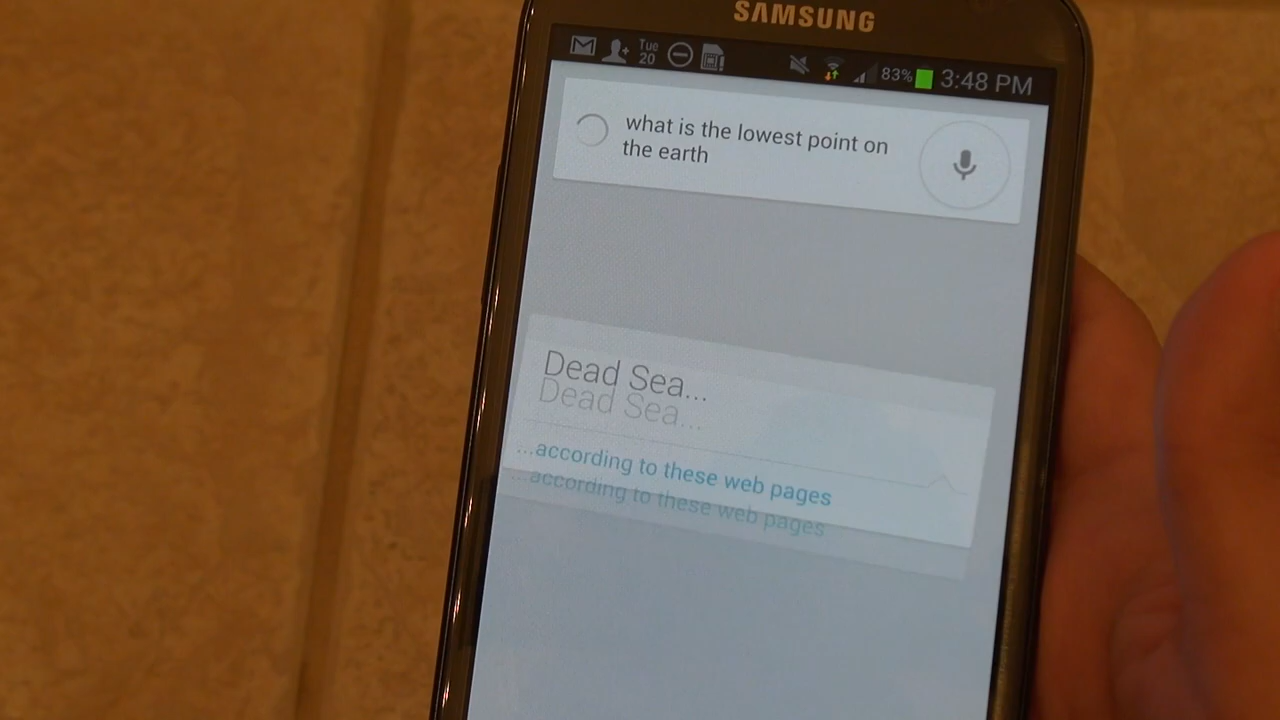 SAMSUNG
Tue
20
83% 3:48 PM
what is the lowest point on
the earth
Dead Sea...
Dead Sea...
...according to these web pages
...according to these web pages